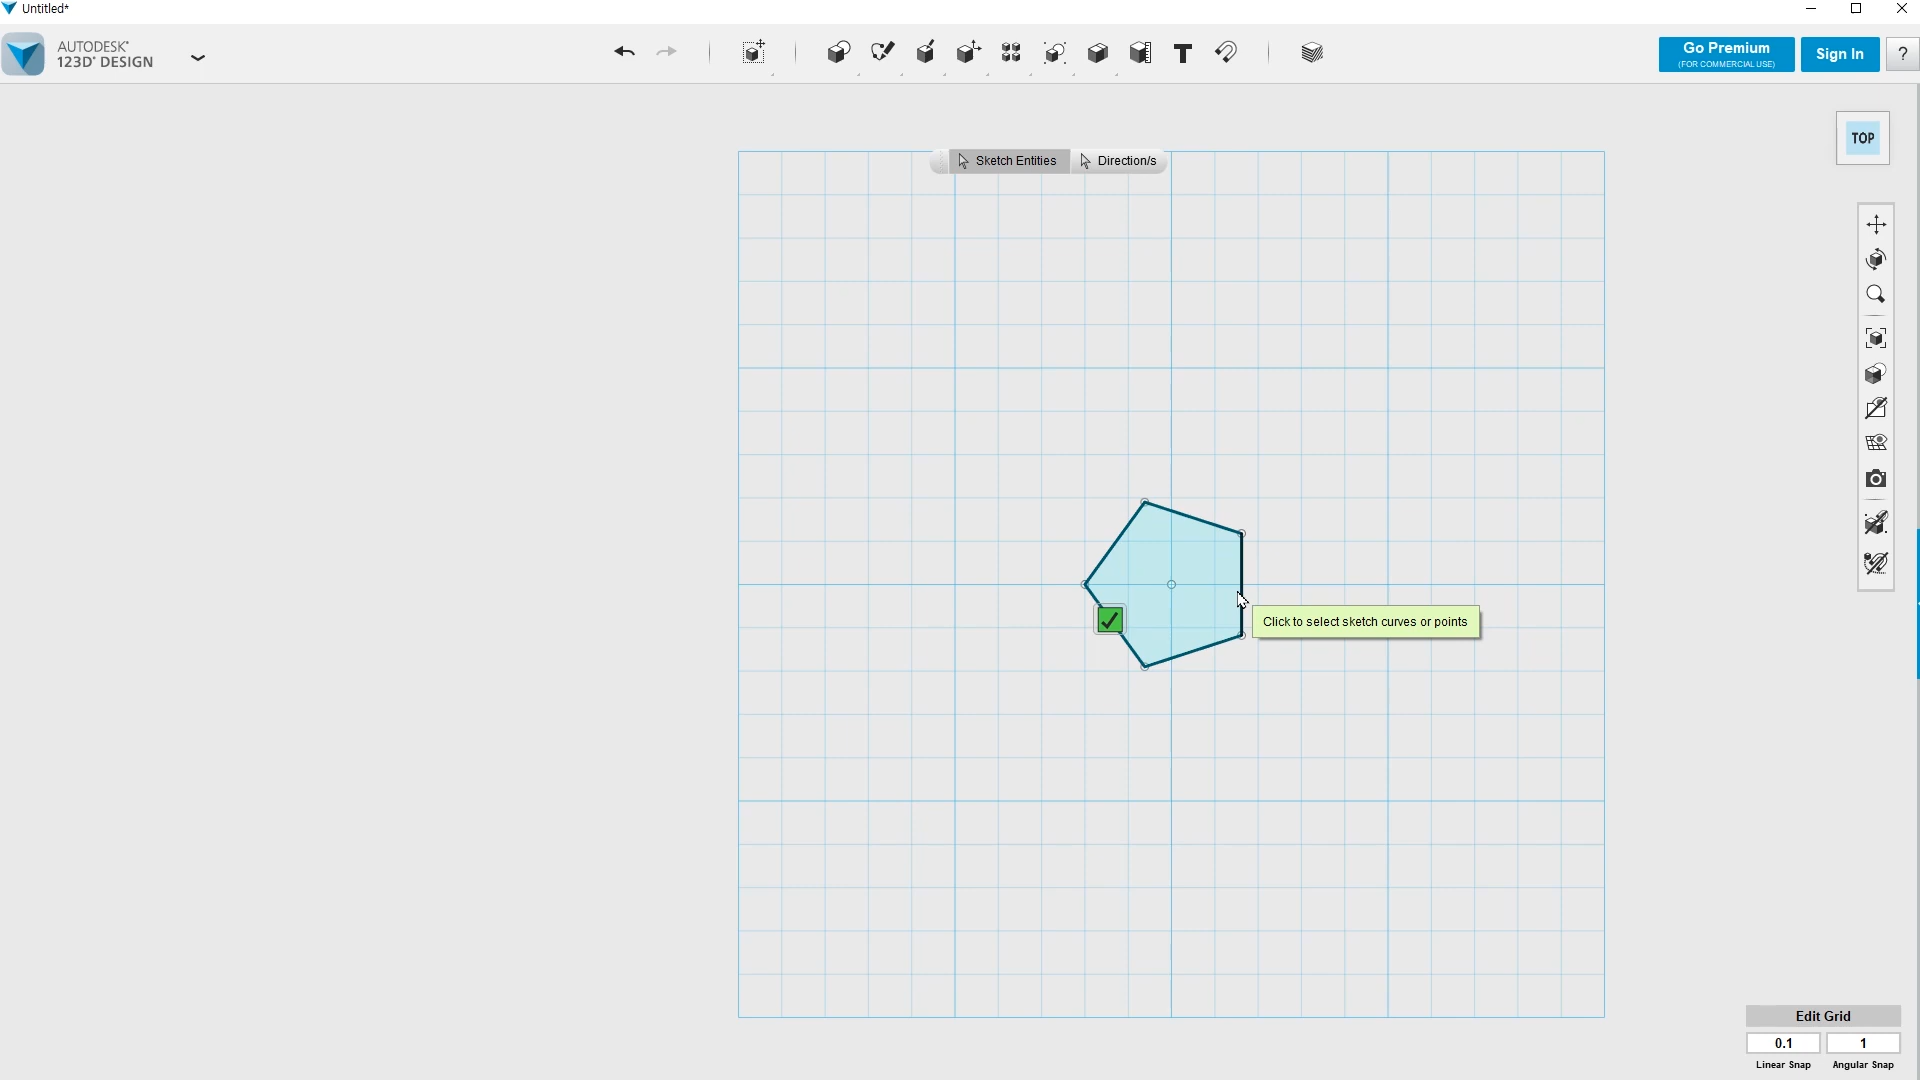 Untitled*
AUTODESK®
123D® DESIGN
Go Premium
(FOR COMMERCIAL USE)
Sign In
?
Sketch Entities
Direction/s
TOP
Click to select sketch curves or points
Edit Grid
0.1
1
Linear Snap
Angular Snap